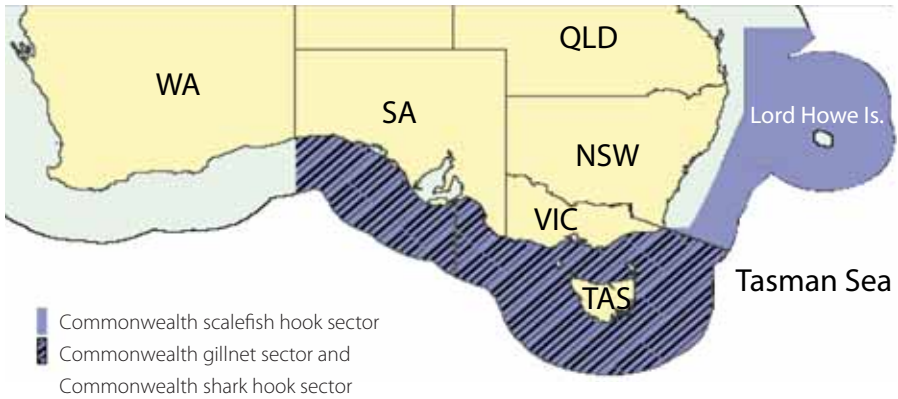 QLD
WA
SA
Lord Howe Is.
NSW
VIC
Tasman Sea
TAS
Commonwealth scalefish hook sector
Commonwealth gillnet sector and
Commonwealth shark hook sector